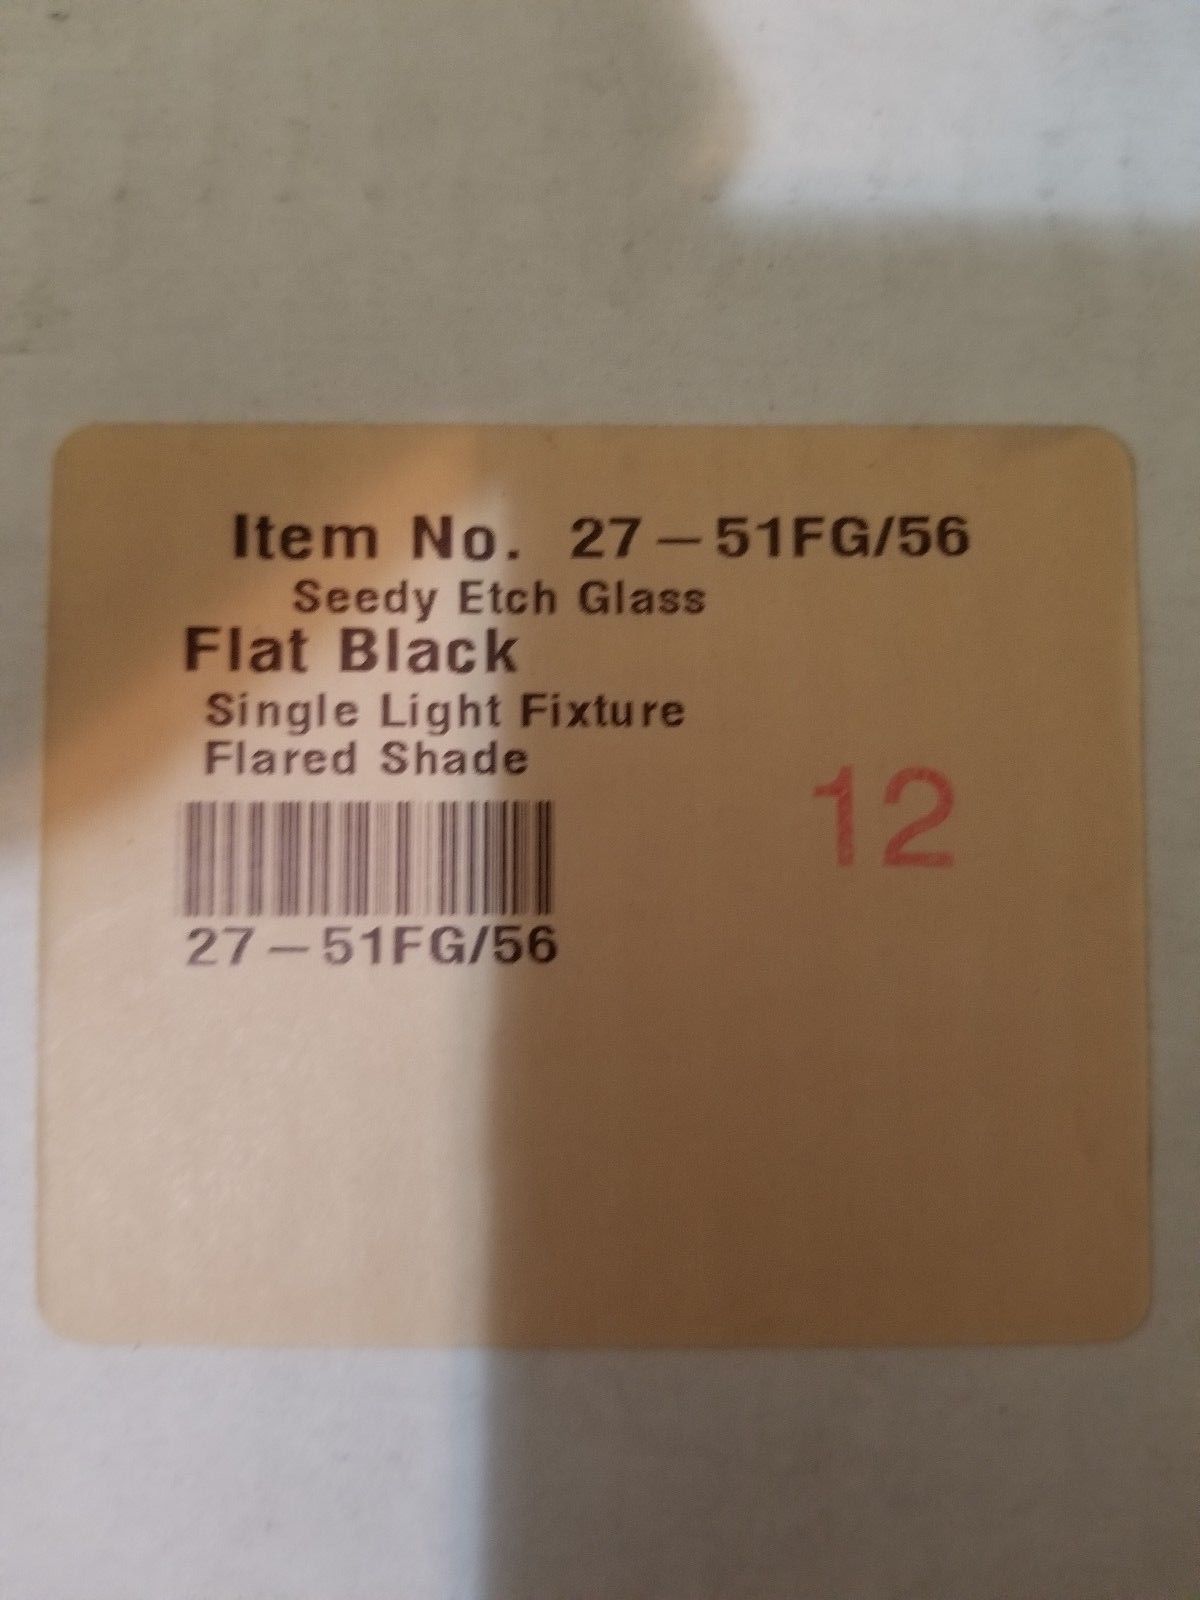 Item No. 27-51FG/56
Seedy Etch Glass
Flat Black
Single Light Fixture
Flared Shade
12
27-51FG/56